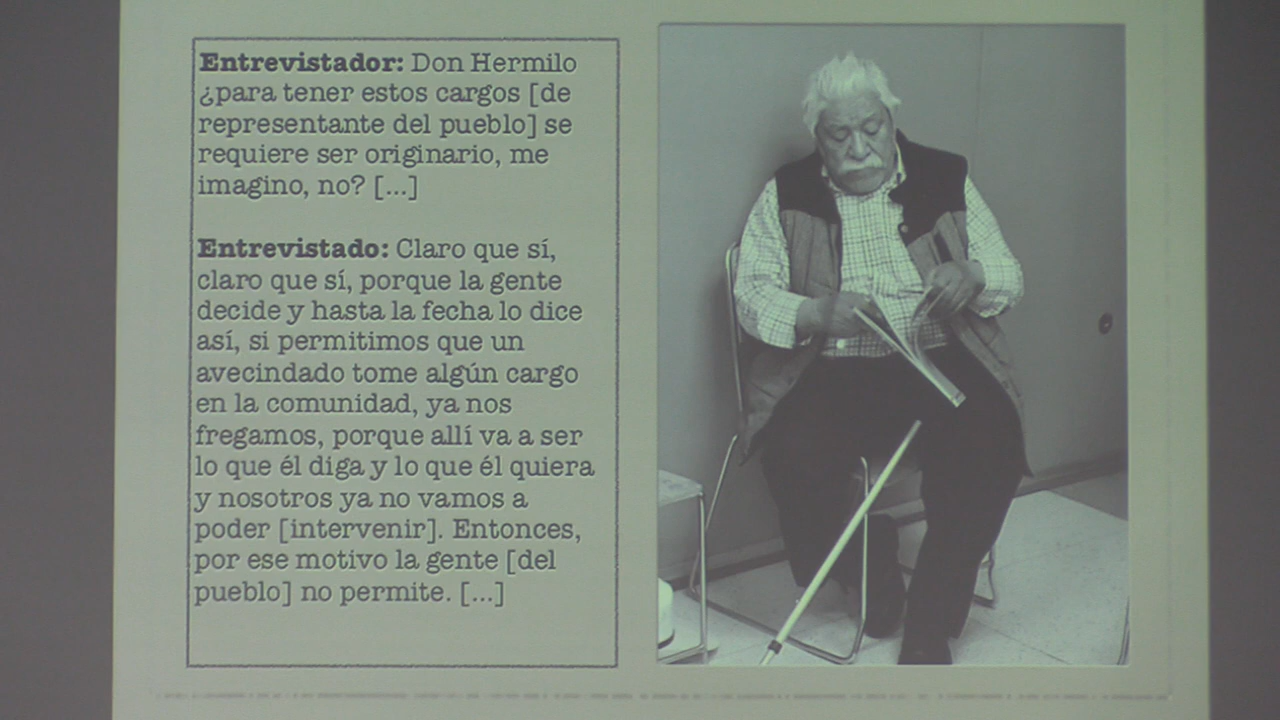 Entrevistador: Don Hermilo
¿para tener estos cargos [de
representante del pueblo] se
requiere ser originario, me
imagino, no? [...]
Entrevistado: Claro que sí,
claro que sí, porque la gente
decide y hasta la fecha lo dice
así, si permitimos que un
avecindado tome algún cargo
en la comunidad, ya nos
fregamos, porque allí va a ser
lo que él diga y lo que él quiera
y nosotros ya no vamos a
poder [intervenir]. Entonces,
por ese motivo la gente [del
pueblo] no permite. [...]